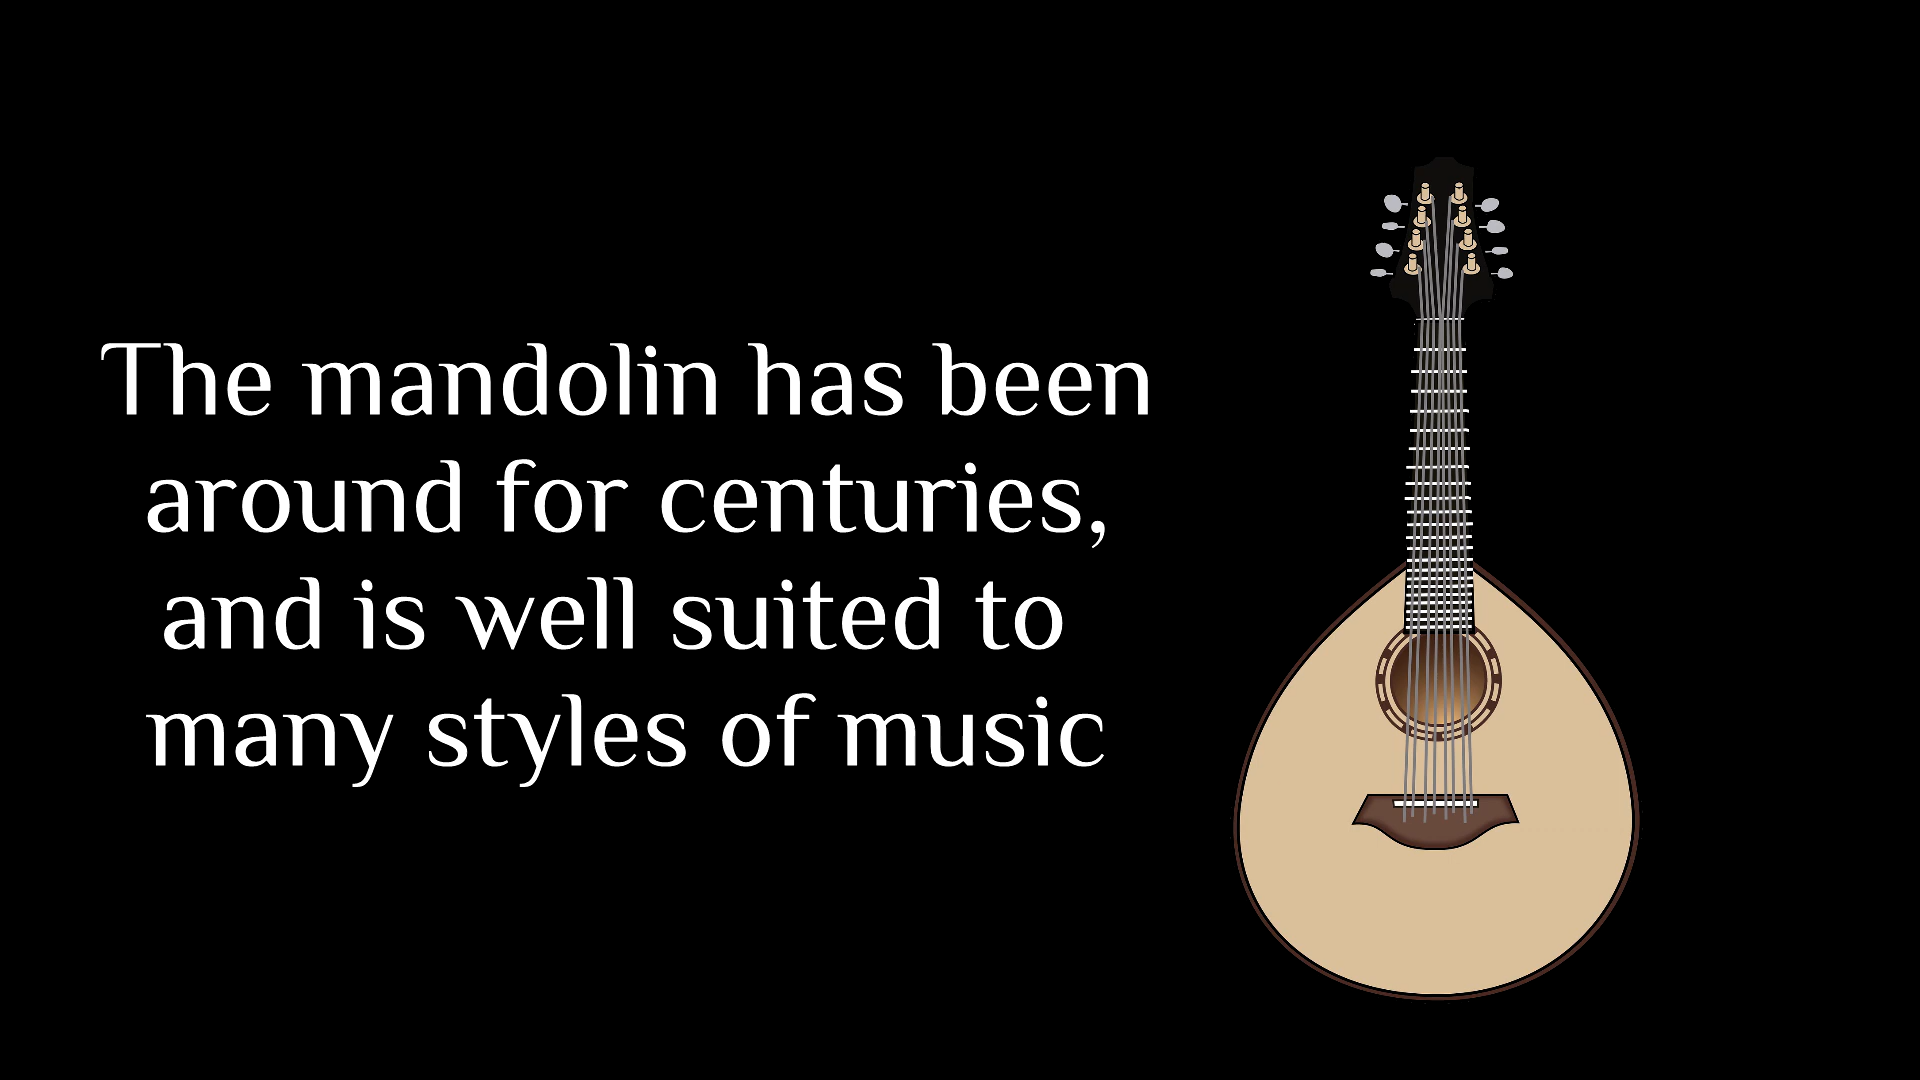 The mandolin has been
around for centuries,
and is well suited to
many styles of music